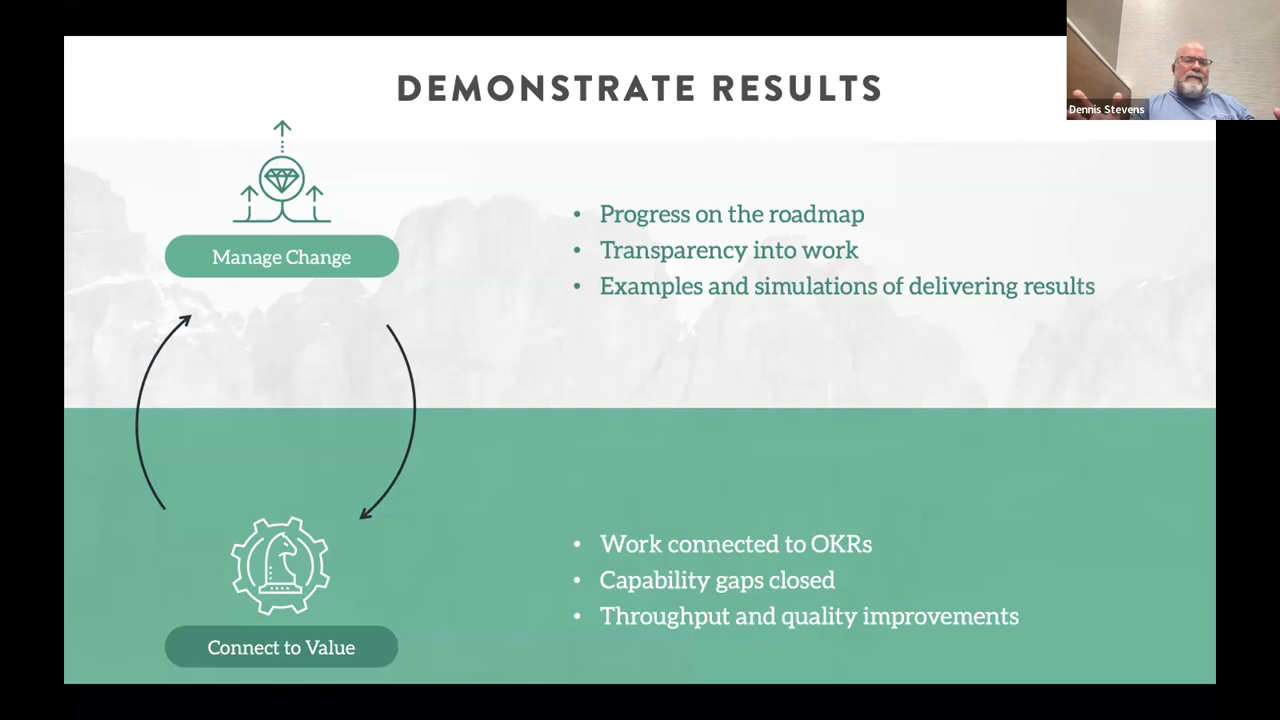 DEMONSTRATE RESULTS
Dennis Stevens
Manage Change
• Progress on the roadmap
• Transparency into work
• Examples and simulations of delivering results
Connect to Value
• Work connected to OKRs
• Capability gaps closed
• Throughput and quality improvements